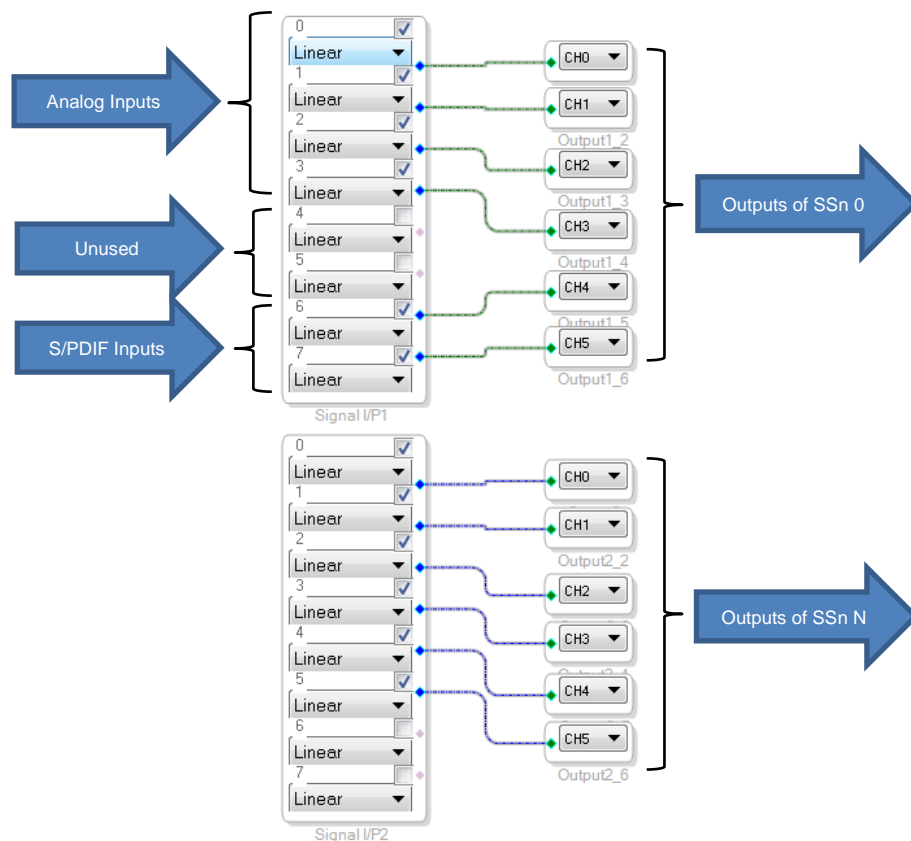 Analog Inputs
Unused
S/PDIF Inputs
0
Linear
1
Linear
2
Linear
3
Linear
4
Linear
5
Linear
6
Linear
7
Linear
Signal I/P1
CH0
CH1
Output1_2
CH2
Output1_3
CH3
Output1_4
CH4
Output1_5
CH5
Output1_6
Outputs of SSn 0
0
Linear
1
Linear
2
Linear
3
Linear
4
Linear
5
Linear
6
Linear
7
Linear
Signal I/P2
CH0
CH1
Output2_2
CH2
CH3
CH4
CH5
Output2_6
Outputs of SSn N